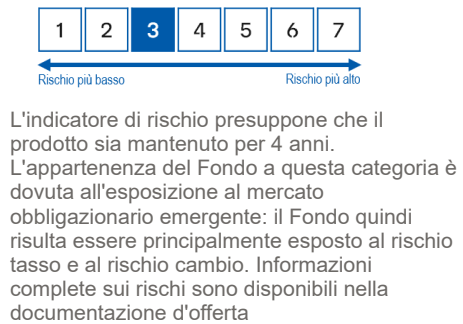 1 2 3 4 5 6 7
Rischio più basso Rischio più alto
L'indicatore di rischio presuppone che il
prodotto sia mantenuto per 4 anni.
L'appartenenza del Fondo a questa categoria è
dovuta all'esposizione al mercato
obbligazionario emergente: il Fondo quindi
risulta essere principalmente esposto al rischio
tasso e al rischio cambio. Informazioni
complete sui rischi sono disponibili nella
documentazione d'offerta